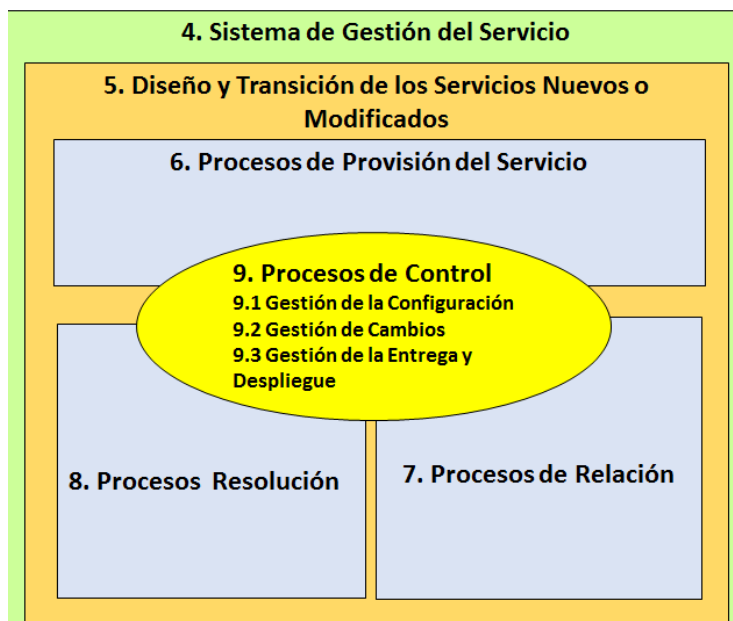 4. Sistema de Gestión del Servicio
5. Diseño y Transición de los Servicios Nuevos o
Modificados
6. Procesos de Provisión del Servicio
9. Procesos de Control
9.1 Gestión de la Configuración
9.2 Gestión de Cambios
9.3 Gestión de la Entrega y
Despliegue
8. Procesos Resolución
7. Procesos de Relación